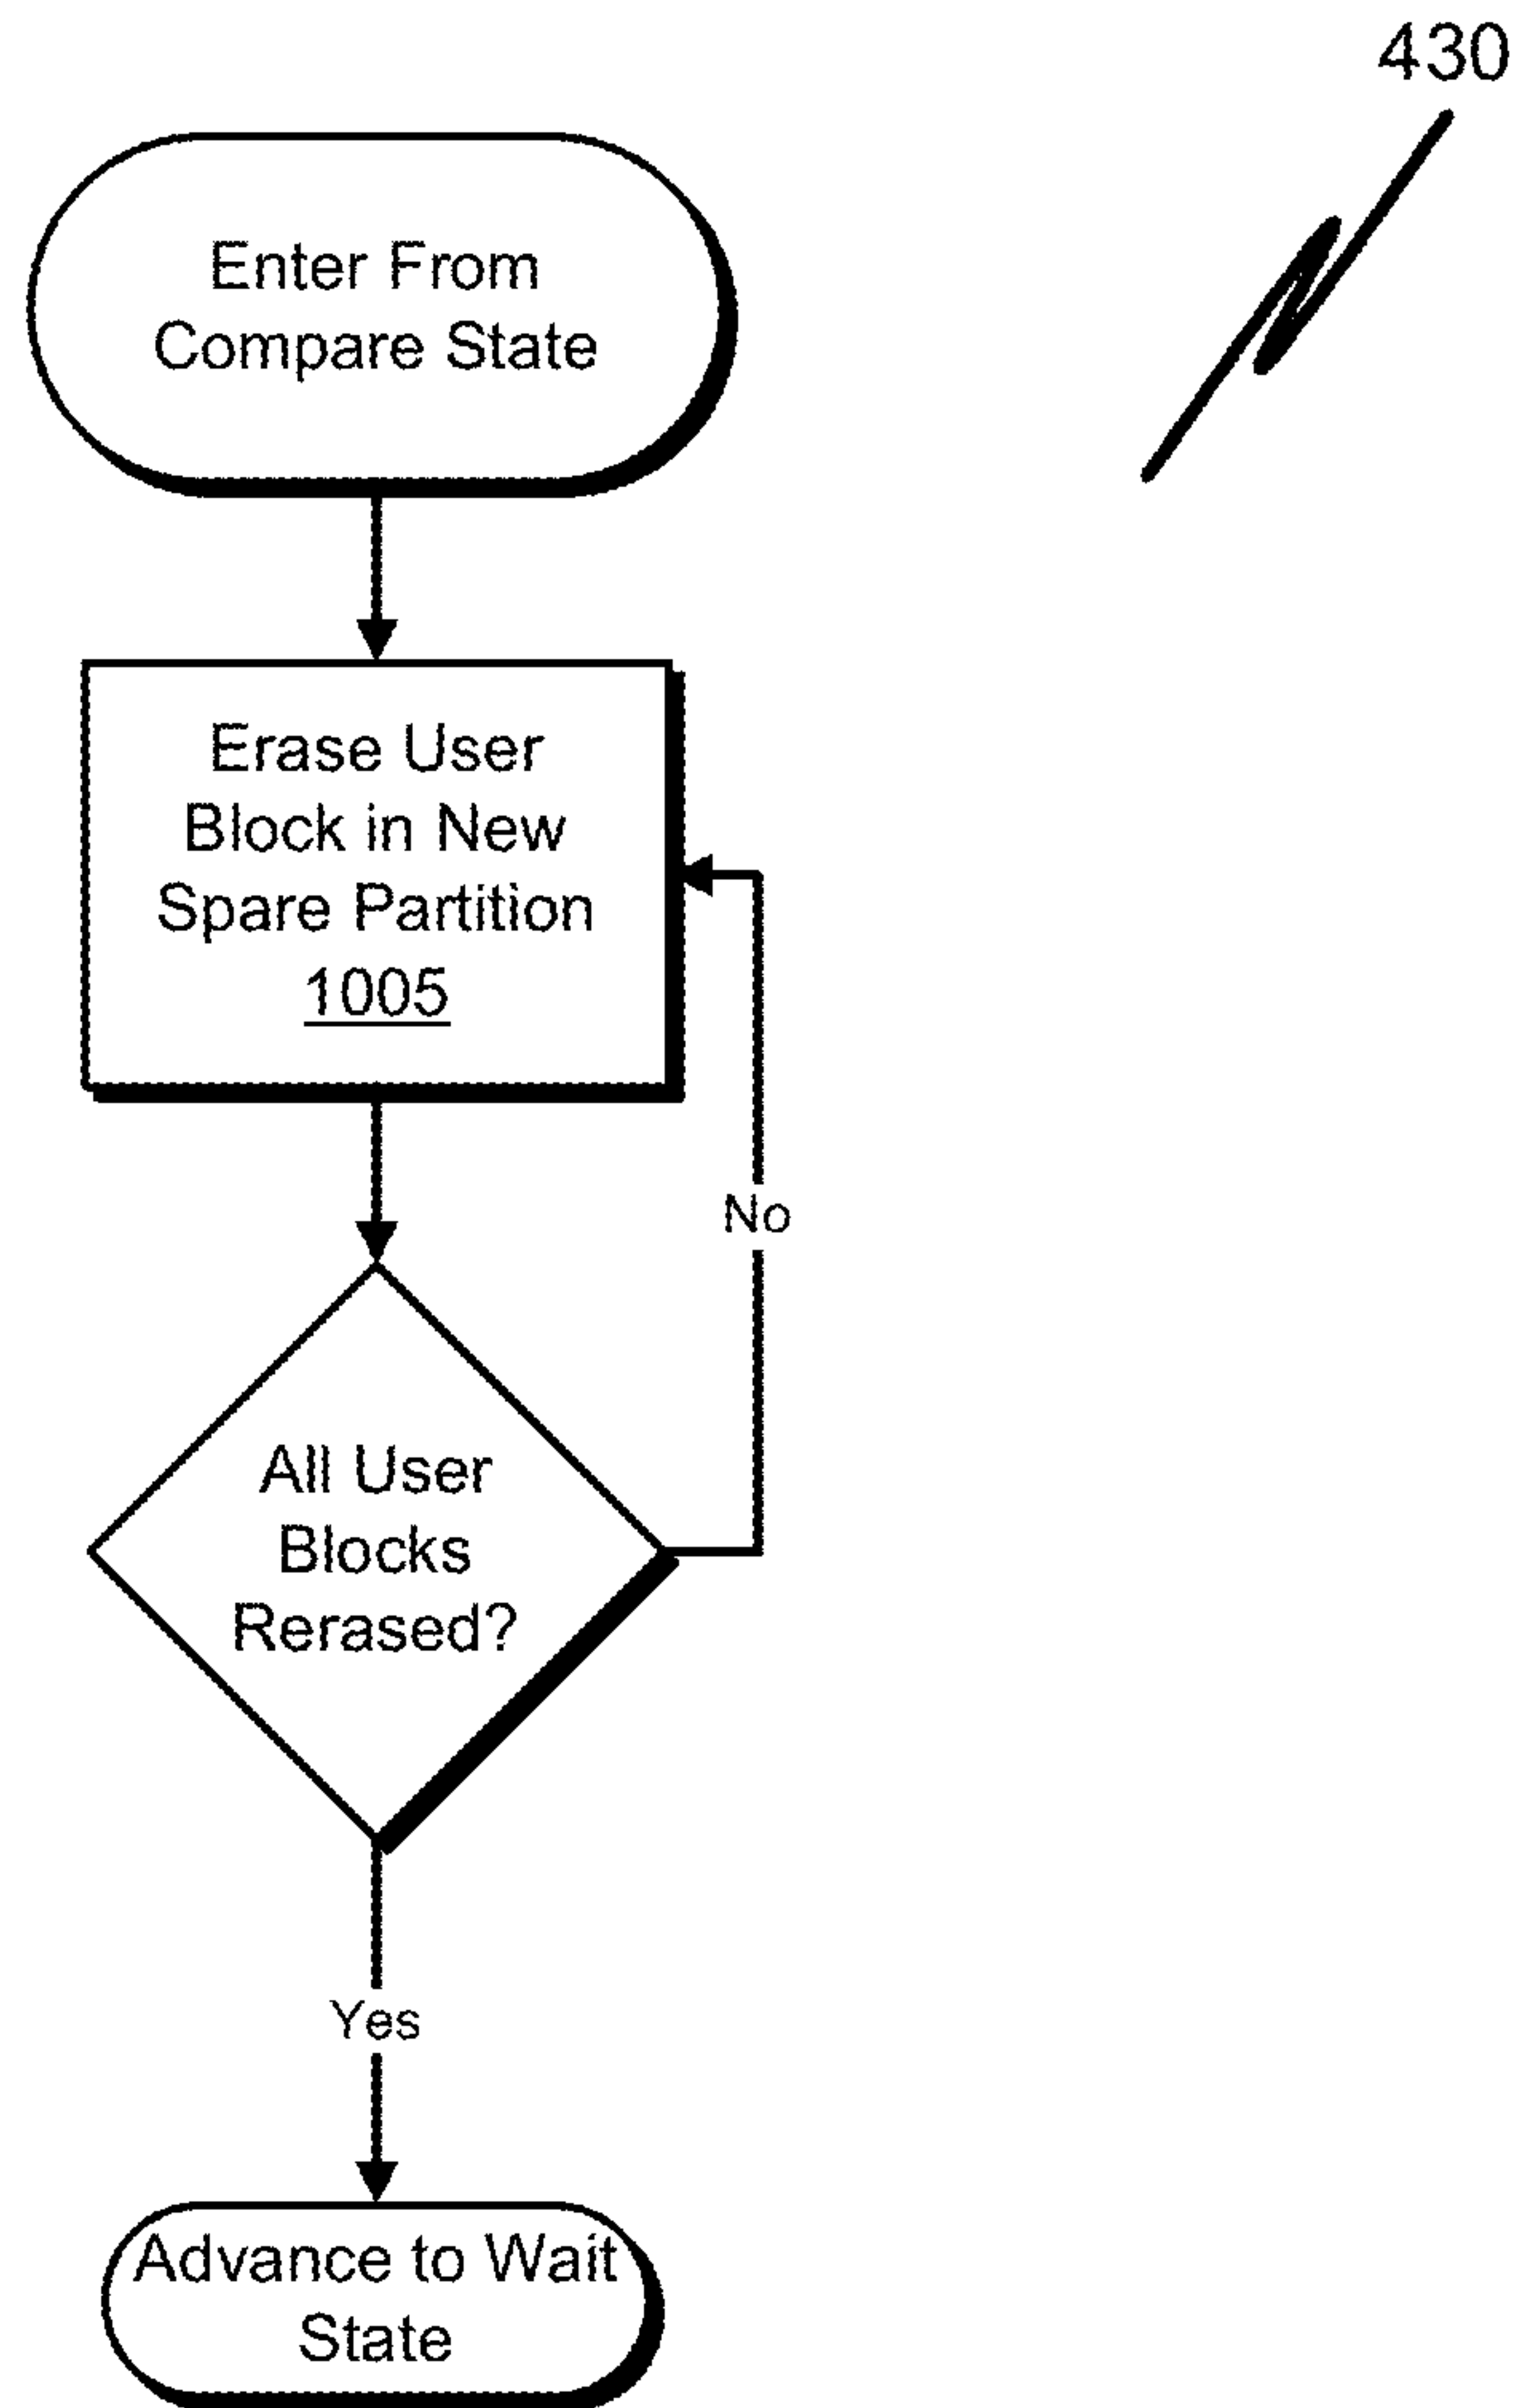 430
Enter From
Compare State
Erase User
Block in New
Spare Partition
1005
No
All User
Blocks
Rerased?
Yes
Advance to Wait
State